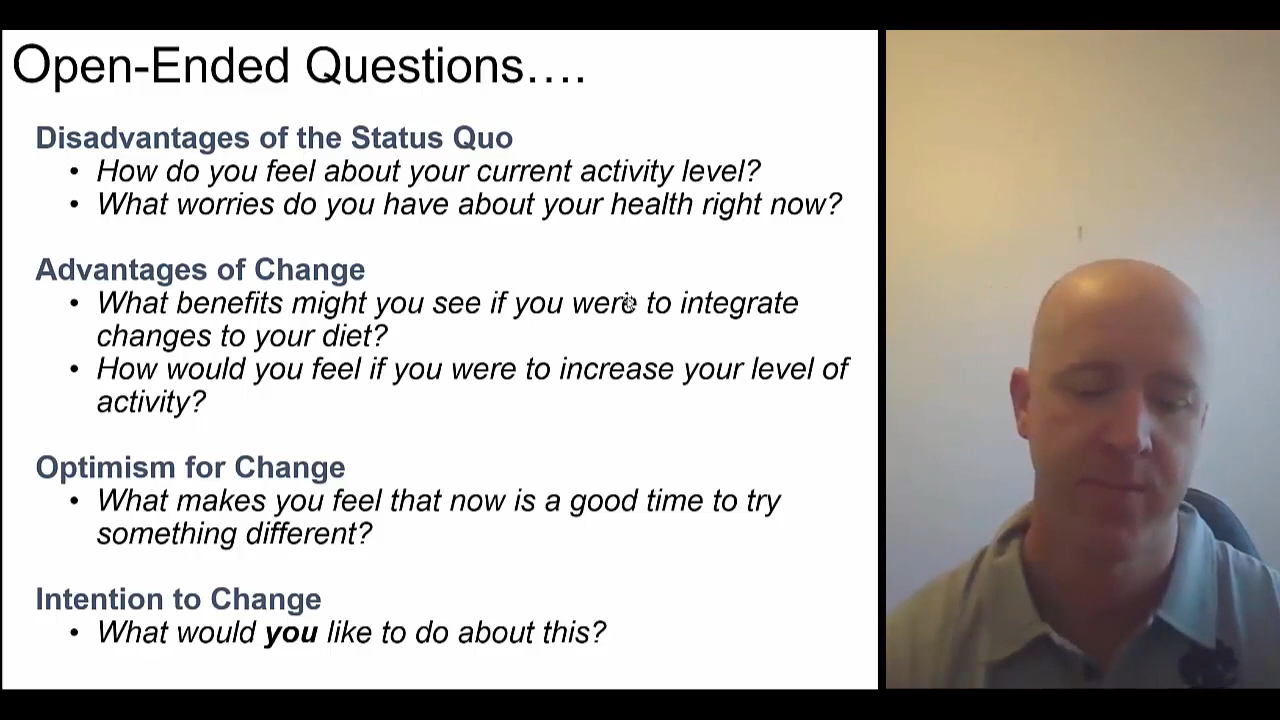 Open-Ended Questions....
Disadvantages of the Status Quo
• How do you feel about your current activity level?
• What worries do you have about your health right now?
Advantages of Change
• What benefits might you see if you were to integrate
changes to your diet?
• How would you feel if you were to increase your level of
activity?
Optimism for Change
• What makes you feel that now is a good time to try
something different?
Intention to Change
• What would you like to do about this?